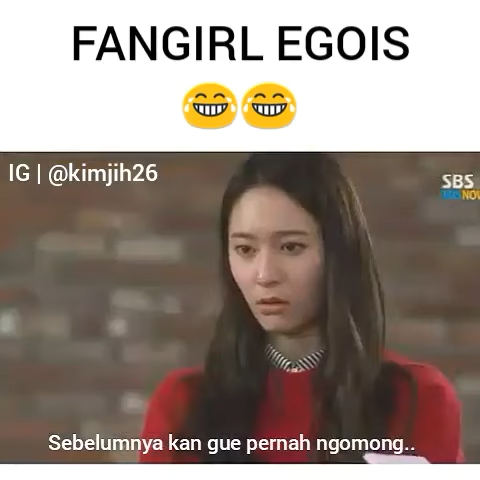 FANGIRL EGOIS
😂😂
IG | @kimjih26
SBS
Sebelumnya kan gue pernah ngomong..